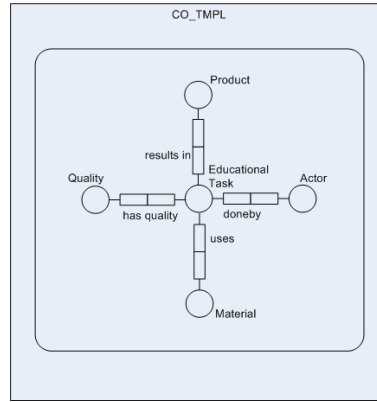 CO_TMPL
Product
results in
Educational
Task
Quality
Actor
has quality
doneby
uses
Material